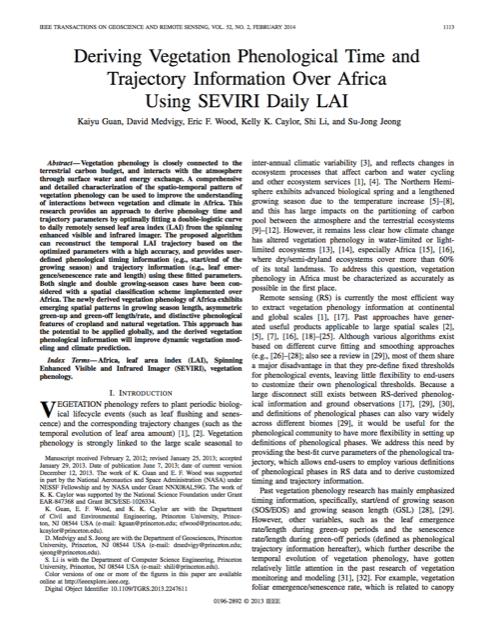 IEEE TRANSACTIONS ON GEOSCIENCE AND REMOTE SENSING, VOL. 52, NO. 2, FEBRUARY 2014
1113
Deriving Vegetation Phenological Time and
Trajectory Information Over Africa
Using SEVIRI Daily LAI
Kaiyu Guan, David Medvigy, Eric F. Wood, Kelly K. Caylor, Shi Li, and Su-Jong Jeong
Abstract—Vegetation phenology is closely connected to the
terrestrial carbon budget, and interacts with the atmosphere
through surface water and energy exchange. A comprehensive
and detailed characterization of the spatio-temporal pattern of
vegetation phenology can be used to improve the understanding
of interactions between vegetation and climate in Africa. This
research provides an approach to derive phenology time and
trajectory parameters by optimally fitting a double-logistic curve
to daily remotely sensed leaf area index (LAI) from the spinning
enhanced visible and infrared imager. The proposed algorithm
can reconstruct the temporal LAI trajectory based on the
optimized parameters with a high accuracy, and provides user-
defined phenology timing information (e.g., start/end of the
growing season) and trajectory information (e.g., leaf emer-
gence/senescence rate and length) using these fitted parameters.
Both single and double growing-season cases have been con-
sidered with a spatial classification scheme implemented over
Africa. The newly derived vegetation phenology of Africa exhibits
emerging spatial patterns in growing season length, asymmetric
green-up and green-off length/rate, and distinctive phenological
features of cropland and natural vegetation. This approach has
the potential to be applied globally, and the derived vegetation
phenological information will improve dynamic vegetation mod-
eling and climate prediction.
Index Terms—Africa, leaf area index (LAI), Spinning
Enhanced Visible and Infrared Imager (SEVIRI), vegetation
phenology.
I. INTRODUCTION
VEGETATION phenology refers to plant periodic biolog-
ical lifecycle events (such as leaf flushing and senes-
cence) and the corresponding trajectory changes (such as the
temporal evolution of leaf area amount) [1], [2]. Vegetation
phenology is strongly linked to the large scale seasonal to
Manuscript received February 2, 2012; revised January 25, 2013; accepted
January 29, 2013. Date of publication June 7, 2013; date of current version
December 12, 2013. The work of K. Guan and E. F. Wood was supported
in part by the National Aeronautics and Space Administration (NASA) under
NESSF Fellowship and by NASA under Grant NNX08AL59G. The work of
K. K. Caylor was supported by the National Science Foundation under Grant
EAR-847368 and Grant BCS/ESE-1026334.
K. Guan, E. F. Wood, and K. K. Caylor are with the Department
of Civil and Environmental Engineering, Princeton University, Prince-
ton, NJ 08544 USA (e-mail: kguan@princeton.edu; efwood@princeton.edu;
kcaylor@princeton.edu).
D. Medvigy and S. Jeong are with the Department of Geosciences, Princeton
University, Princeton, NJ 08544 USA (e-mail: dmedvigy@princeton.edu;
sjeong@princeton.edu).
S. Li is with the Department of Computer Science Engineering, Princeton
University, Princeton, NJ 08544 USA (e-mail: shili@princeton.edu).
Color versions of one or more of the figures in this paper are available
online at http://ieeexplore.ieee.org.
Digital Object Identifier 10.1109/TGRS.2013.2247611
inter-annual climatic variability [3], and reflects changes in
ecosystem processes that affect carbon and water cycling
and other ecosystem services [1], [4]. The Northern Hemi-
sphere exhibits advanced biological spring and a lengthened
growing season due to the temperature increase [5]–[8],
and this has large impacts on the partitioning of carbon
pool between the atmosphere and the terrestrial ecosystems
[9]–[12]. However, it remains less clear how climate change
has altered vegetation phenology in water-limited or light-
limited ecosystems [13], [14], especially Africa [15], [16],
where dry/semi-dryland ecosystems cover more than 60%
of its total landmass. To address this question, vegetation
phenology in Africa must be characterized as accurately as
possible in the first place.
Remote sensing (RS) is currently the most efficient way
to extract vegetation phenology information at continental
and global scales [1], [17]. Past approaches have gener-
ated useful products applicable to large spatial scales [2],
[5], [7], [16], [18]–[25]. Although various algorithms exist
based on different curve fitting and smoothing approaches
(e.g., [26]–[28]; also see a review in [29]), most of them share
a major disadvantage in that they pre-define fixed thresholds
for phenological events, leaving little flexibility to end-users
to customize their own phenological thresholds. Because a
large disconnect still exists between RS-derived phenolog-
ical information and ground observations [17], [29], [30],
and definitions of phenological phases can also vary widely
across different biomes [29], it would be useful for the
phenological community to have more flexibility in setting up
definitions of phenological phases. We address this need by
providing the best-fit curve parameters of the phenological tra-
jectory, which allows end-users to employ various definitions
of phenological phases in RS data and to derive customized
timing and trajectory information.
Past vegetation phenology research has mainly emphasized
timing information, specifically, start/end of growing season
(SOS/EOS) and growing season length (GSL) [28], [29].
However, other variables, such as the leaf emergence
rate/length during green-up periods and the senescence
rate/length during green-off periods (defined as phenological
trajectory information hereafter), which further describe the
temporal evolution of vegetation phenology, have gotten
relatively little attention in the past research of vegetation
monitoring and modeling [31], [32]. For example, vegetation
foliar emergence/senescence rate, which is related to canopy
0196-2892 © 2013 IEEE